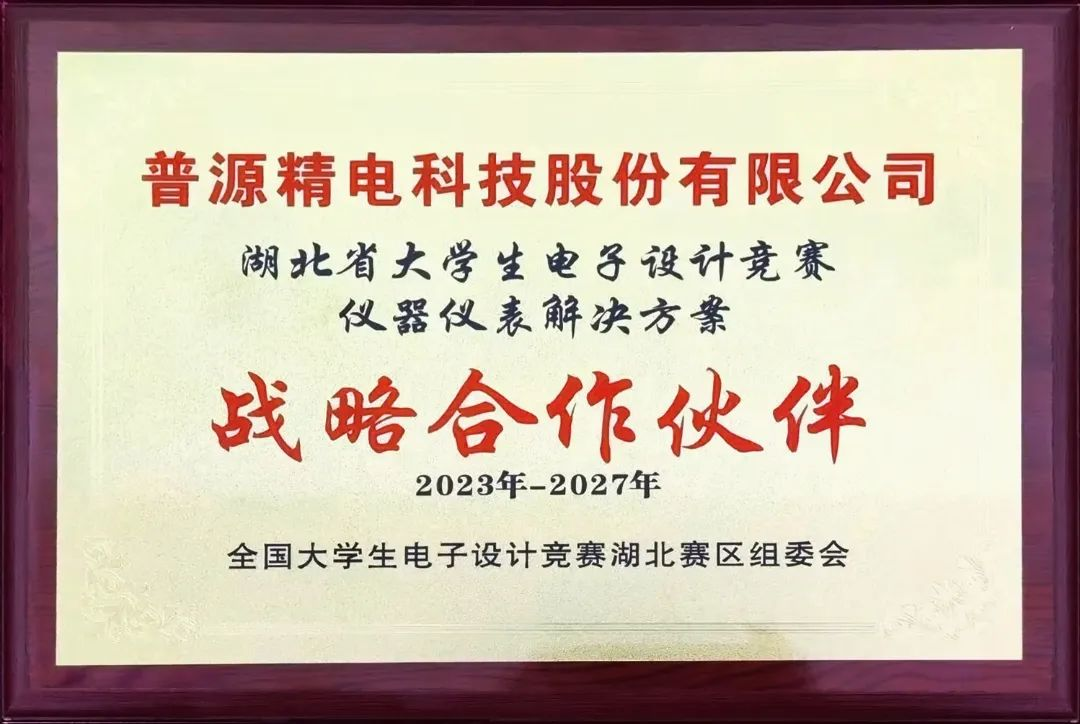 普源精电科技股份有限公司
湖北省大学生电子设计竞赛
仪器仪表解决方案
战略合作伙伴
2023年-2027年
全国大学生电子设计竞赛湖北赛区组委会